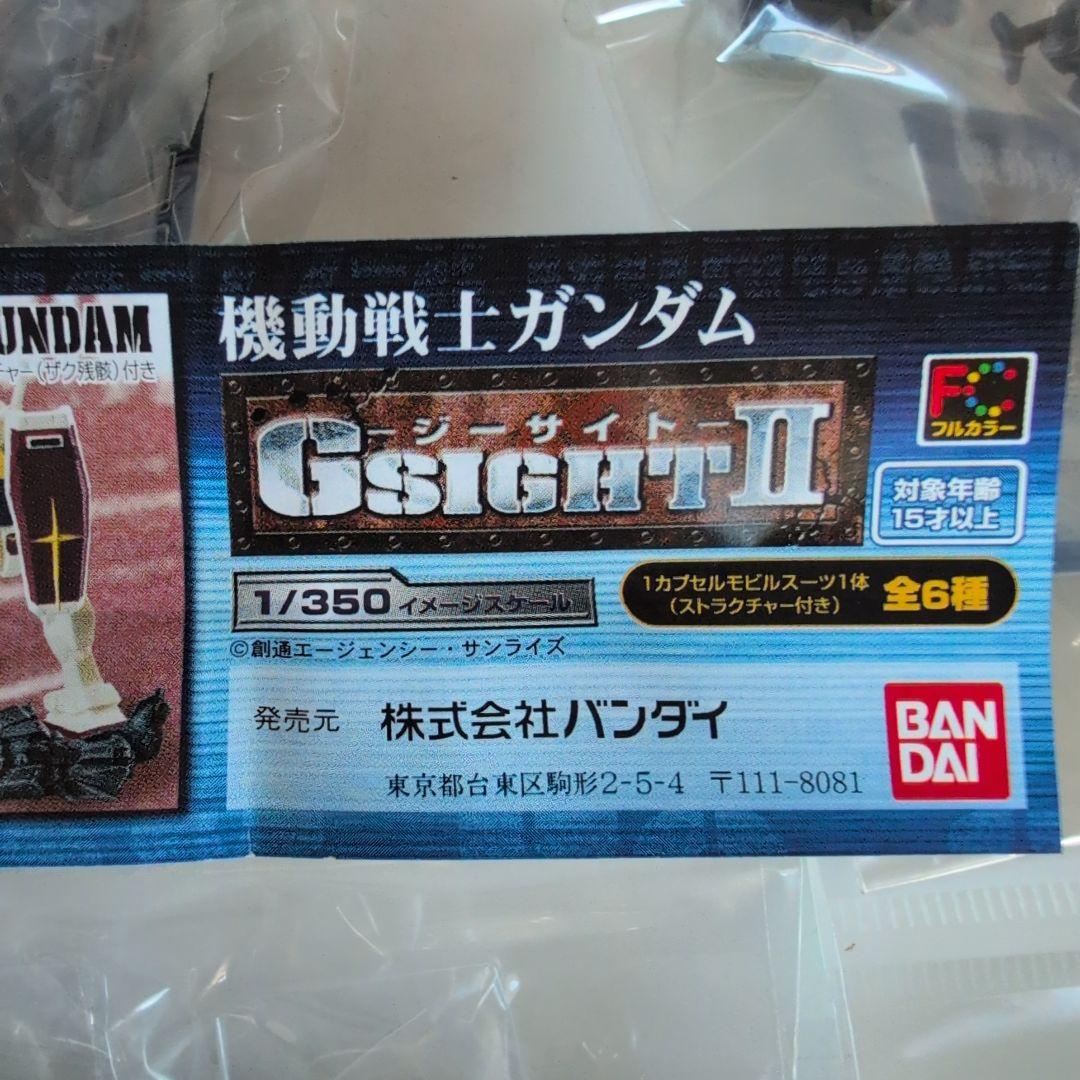 UNDAM
チャー(ザク残骸)付き
機動戦士ガンダム
ージーサイトー
GSIGHTⅡ
FC
フルカラー
対象年齢
15才以上
1/350 イメージスケール
1カプセルモビルスーツ1体
(ストラクチャー付き)
全6種
©創通エージェンシー・サンライズ
発売元 株式会社バンダイ
東京都台東区駒形2-5-4 〒111-8081
BAN
DAI